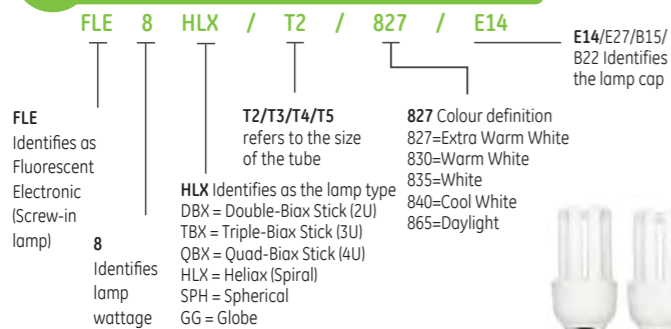 FLE 8 HLX / T2 / 827 / E14
E14/E27/B15/
B22 Identifies
the lamp cap
FLE
Identifies as
Fluorescent
Electronic
(Screw-in
lamp)
8
Identifies
lamp
wattage
T2/T3/T4/T5
refers to the size
of the tube
HLX Identifies as the lamp type
DBX = Double-Biax Stick (2U)
TBX = Triple-Biax Stick (3U)
QBX = Quad-Biax Stick (4U)
HLX = Heliax (Spiral)
SPH = Spherical
GG = Globe
827 Colour definition
827=Extra Warm White
830=Warm White
835=White
840=Cool White
865=Daylight